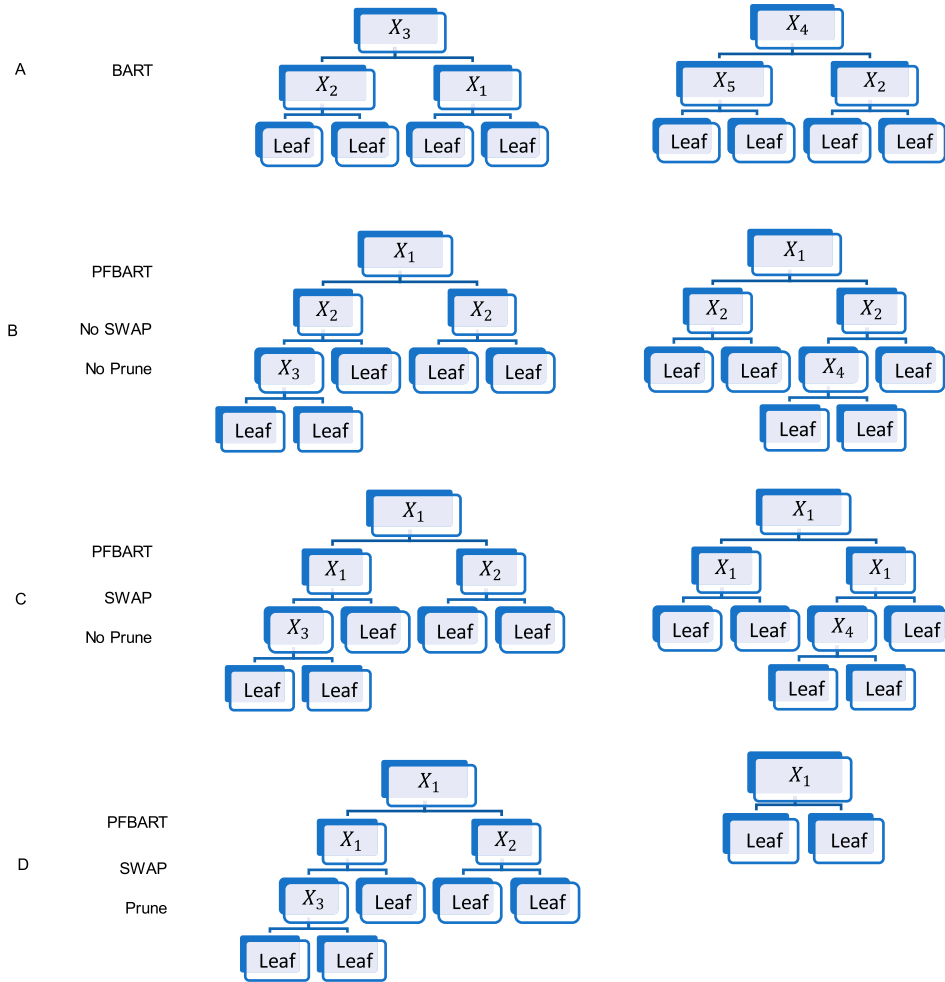 X₃ X₄
A BART X₂ X₁ X₅ X₂
Leaf Leaf Leaf Leaf Leaf Leaf Leaf Leaf
X₁ X₁
PFBART
X₂ X₂ X₂ X₂
B No SWAP
No Prune X₃ Leaf Leaf Leaf Leaf Leaf X₄ Leaf
Leaf Leaf Leaf Leaf
X₁ X₁
PFBART X₁ X₂ X₁ X₁
C SWAP
No Prune X₃ Leaf Leaf Leaf Leaf Leaf X₄ Leaf
Leaf Leaf Leaf Leaf
X₁ X₁
PFBART X₁ X₂ Leaf Leaf
D SWAP
Prune X₃ Leaf Leaf Leaf
Leaf Leaf